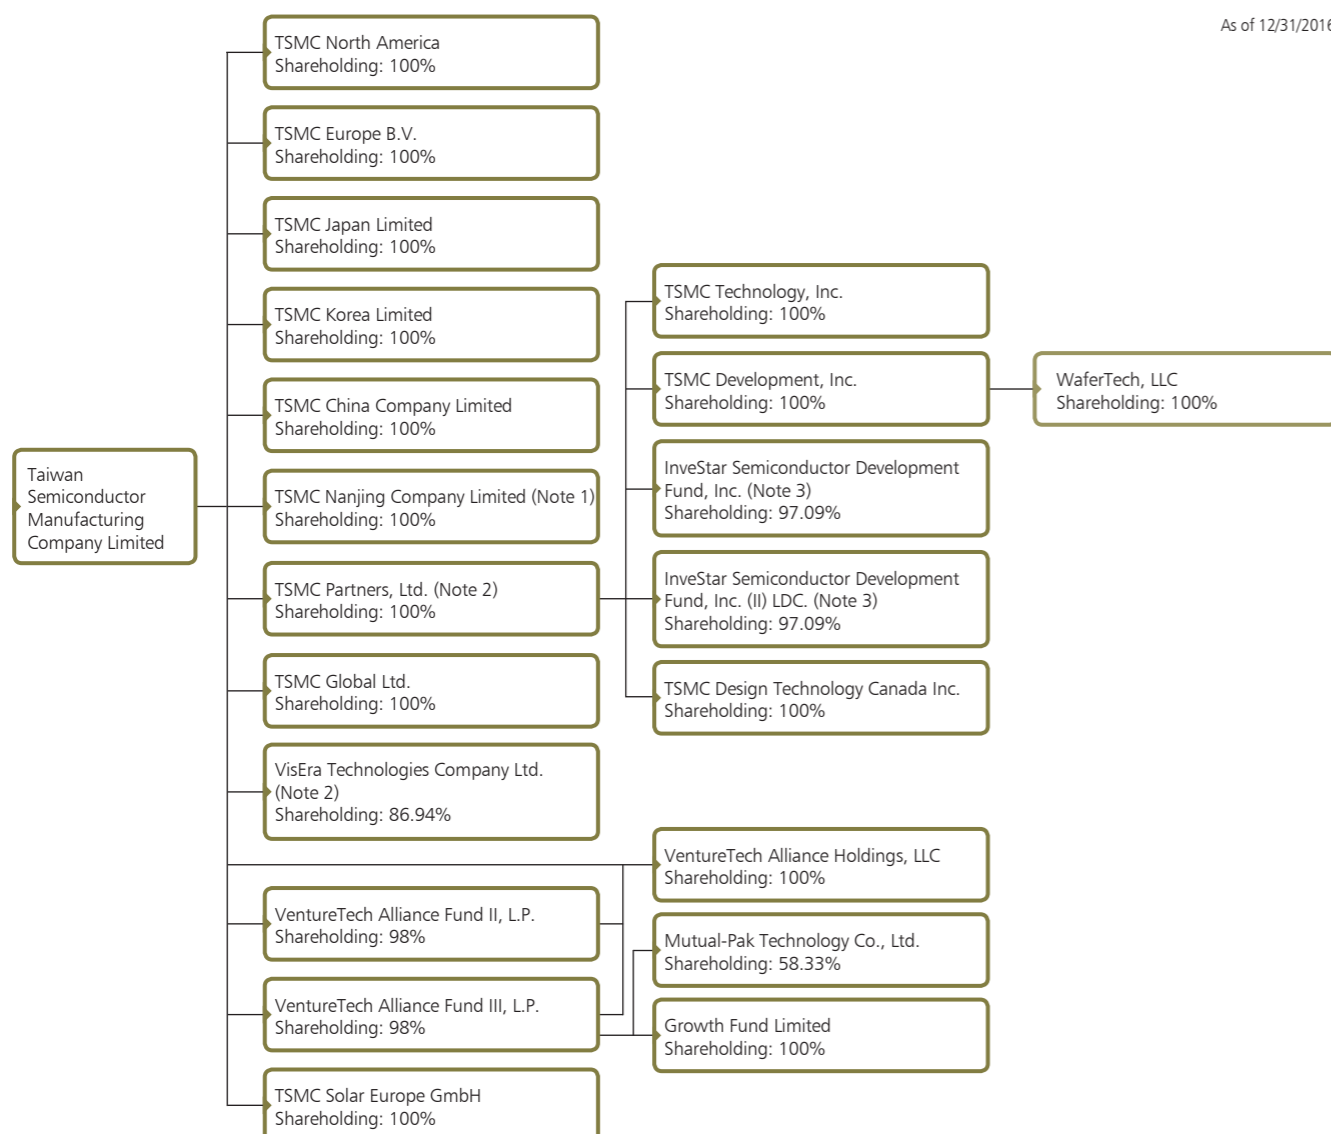 As of 12/31/2016
Taiwan
Semiconductor
Manufacturing
Company Limited
TSMC North America
Shareholding: 100%
TSMC Europe B.V.
Shareholding: 100%
TSMC Japan Limited
Shareholding: 100%
TSMC Korea Limited
Shareholding: 100%
TSMC China Company Limited
Shareholding: 100%
TSMC Nanjing Company Limited (Note 1)
Shareholding: 100%
TSMC Partners, Ltd. (Note 2)
Shareholding: 100%
TSMC Global Ltd.
Shareholding: 100%
VisEra Technologies Company Ltd.
(Note 2)
Shareholding: 86.94%
VentureTech Alliance Fund II, L.P.
Shareholding: 98%
VentureTech Alliance Fund III, L.P.
Shareholding: 98%
TSMC Solar Europe GmbH
Shareholding: 100%
TSMC Technology, Inc.
Shareholding: 100%
TSMC Development, Inc.
Shareholding: 100%
InveStar Semiconductor Development
Fund, Inc. (Note 3)
Shareholding: 97.09%
InveStar Semiconductor Development
Fund, Inc. (II) LDC. (Note 3)
Shareholding: 97.09%
TSMC Design Technology Canada Inc.
Shareholding: 100%
VentureTech Alliance Holdings, LLC
Shareholding: 100%
Mutual-Pak Technology Co., Ltd.
Shareholding: 58.33%
Growth Fund Limited
Shareholding: 100%
WaferTech, LLC
Shareholding: 100%